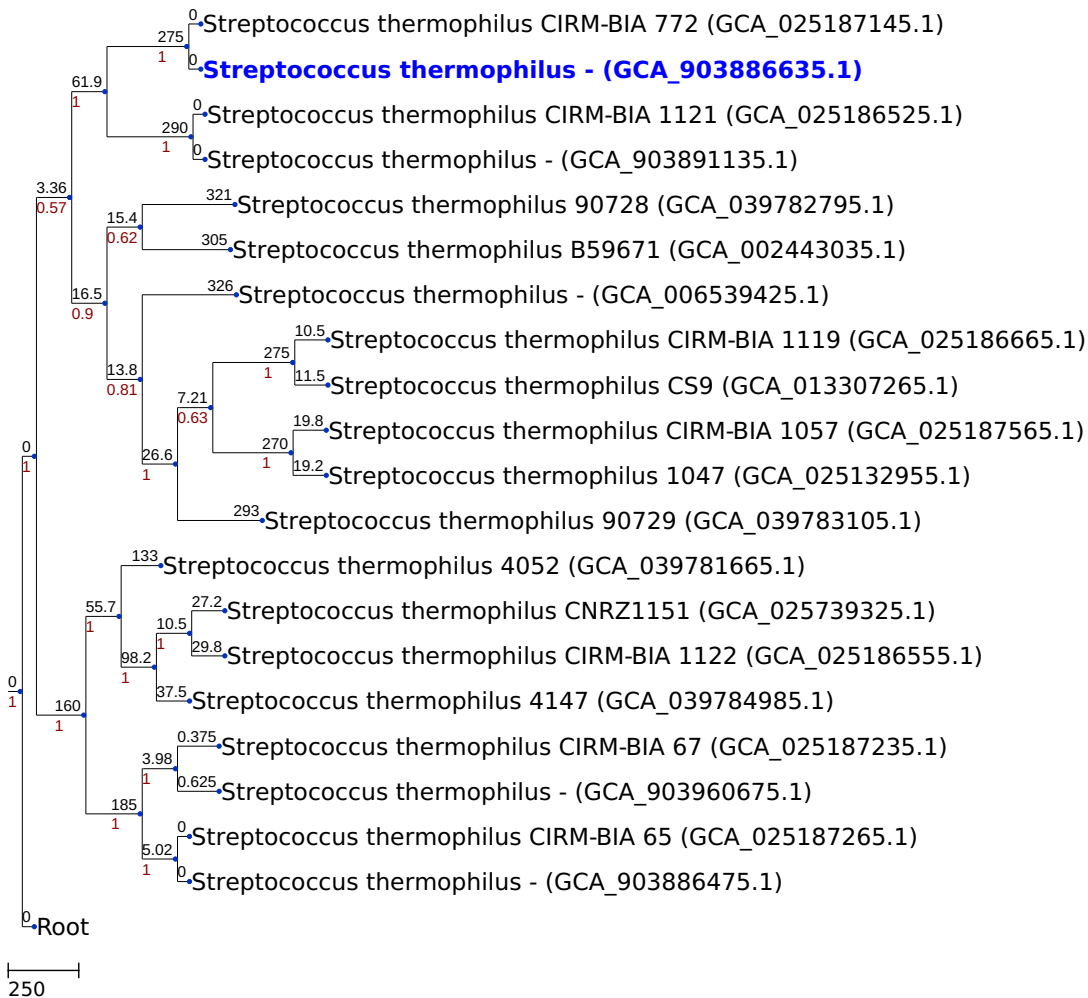 0
Streptococcus thermophilus CIRM-BIA 772 (GCA_025187145.1)
275
1
0
Streptococcus thermophilus - (GCA_903886635.1)
61.9
1
0
Streptococcus thermophilus CIRM-BIA 1121 (GCA_025186525.1)
290
1
0
Streptococcus thermophilus - (GCA_903891135.1)
3.36
0.57
321
Streptococcus thermophilus 90728 (GCA_039782795.1)
15.4
0.62
305
Streptococcus thermophilus B59671 (GCA_002443035.1)
16.5
0.9
326
Streptococcus thermophilus - (GCA_006539425.1)
10.5
Streptococcus thermophilus CIRM-BIA 1119 (GCA_025186665.1)
275
1
11.5
Streptococcus thermophilus CS9 (GCA_013307265.1)
13.8
0.81
7.21
0.63
19.8
Streptococcus thermophilus CIRM-BIA 1057 (GCA_025187565.1)
270
1
19.2
Streptococcus thermophilus 1047 (GCA_025132955.1)
0
1
26.6
1
293
Streptococcus thermophilus 90729 (GCA_039783105.1)
133
Streptococcus thermophilus 4052 (GCA_039781665.1)
55.7
1
27.2
Streptococcus thermophilus CNRZ1151 (GCA_025739325.1)
10.5
1
29.8
Streptococcus thermophilus CIRM-BIA 1122 (GCA_025186555.1)
98.2
1
37.5
Streptococcus thermophilus 4147 (GCA_039784985.1)
0
1
160
1
0.375
Streptococcus thermophilus CIRM-BIA 67 (GCA_025187235.1)
3.98
1
0.625
Streptococcus thermophilus - (GCA_903960675.1)
185
1
0
Streptococcus thermophilus CIRM-BIA 65 (GCA_025187265.1)
5.02
1
0
Streptococcus thermophilus - (GCA_903886475.1)
0
Root
250